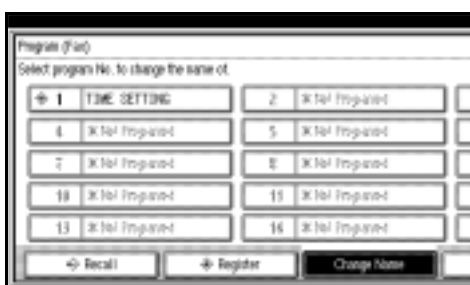 Program (Fax)
Select program No. to change the name of.
1 TIME SETTING 2 ※Not Programmed
4 ※Not Programmed 5 ※Not Programmed
7 ※Not Programmed 8 ※Not Programmed
10 ※Not Programmed 11 ※Not Programmed
13 ※Not Programmed 16 ※Not Programmed
Recall Register Change Name